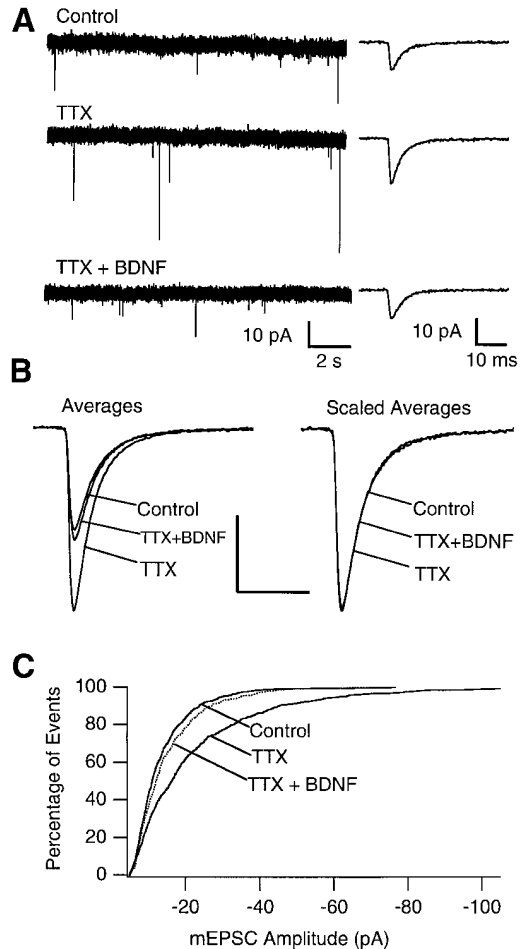 A
Control
TTX
TTX + BDNF
10 pA
2 s
10 pA
10 ms
B
Averages
Scaled Averages
Control
TTX+BDNF
TTX
Control
TTX+BDNF
TTX
C
Percentage of Events
100
80
60
40
20
0
Control
TTX
TTX + BDNF
-20
-40
-60
-80
-100
mEPSC Amplitude (pA)